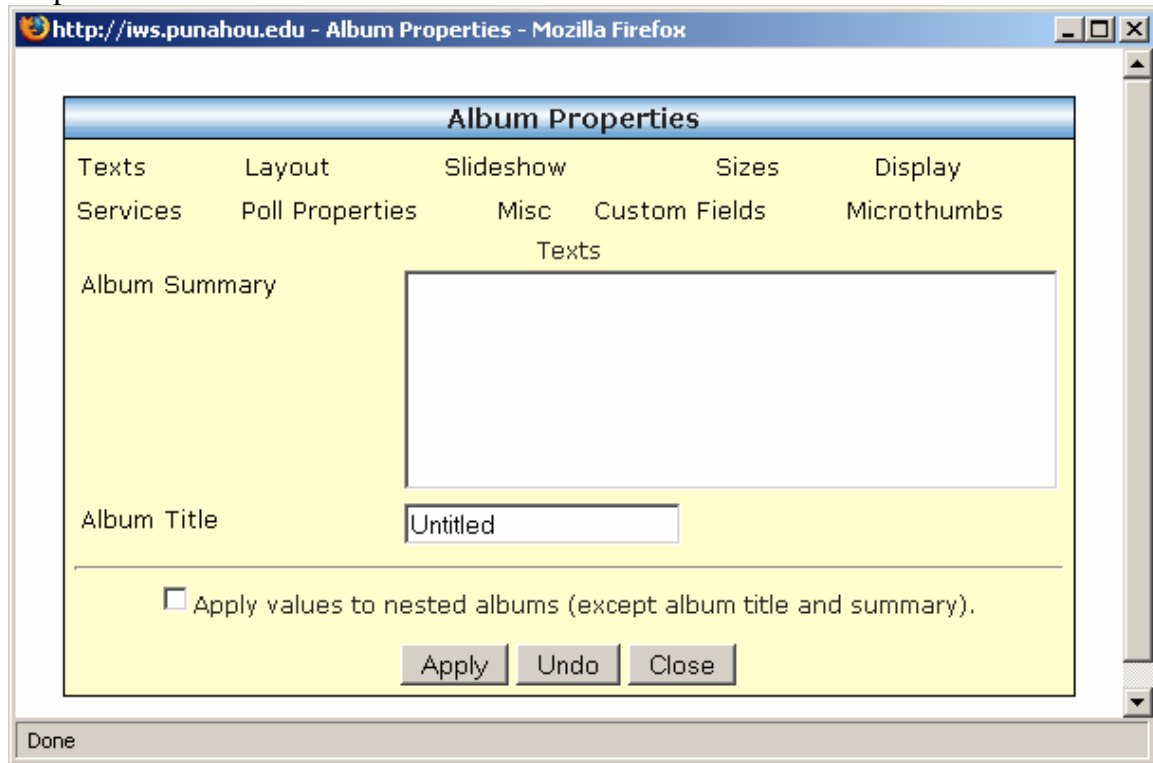 http://iws.punahou.edu - Album Properties - Mozilla Firefox
Album Properties
Texts Layout Slideshow Sizes Display
Services Poll Properties Misc Custom Fields Microthumbs
Texts
Album Summary
Album Title Untitled
Apply values to nested albums (except album title and summary).
Apply Undo Close
Done